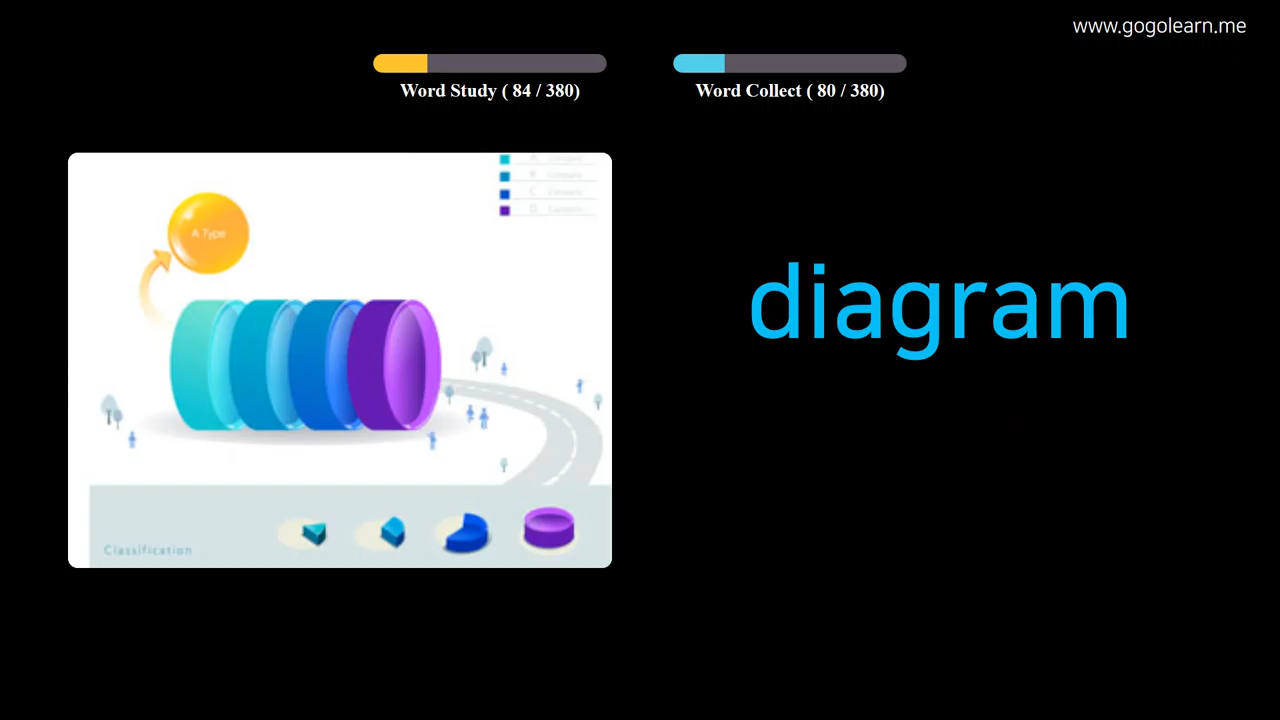 www.gogolearn.me
Word Study ( 84 / 380)
Word Collect ( 80 / 380)
A
B
C
D
A Type
diagram
Classification